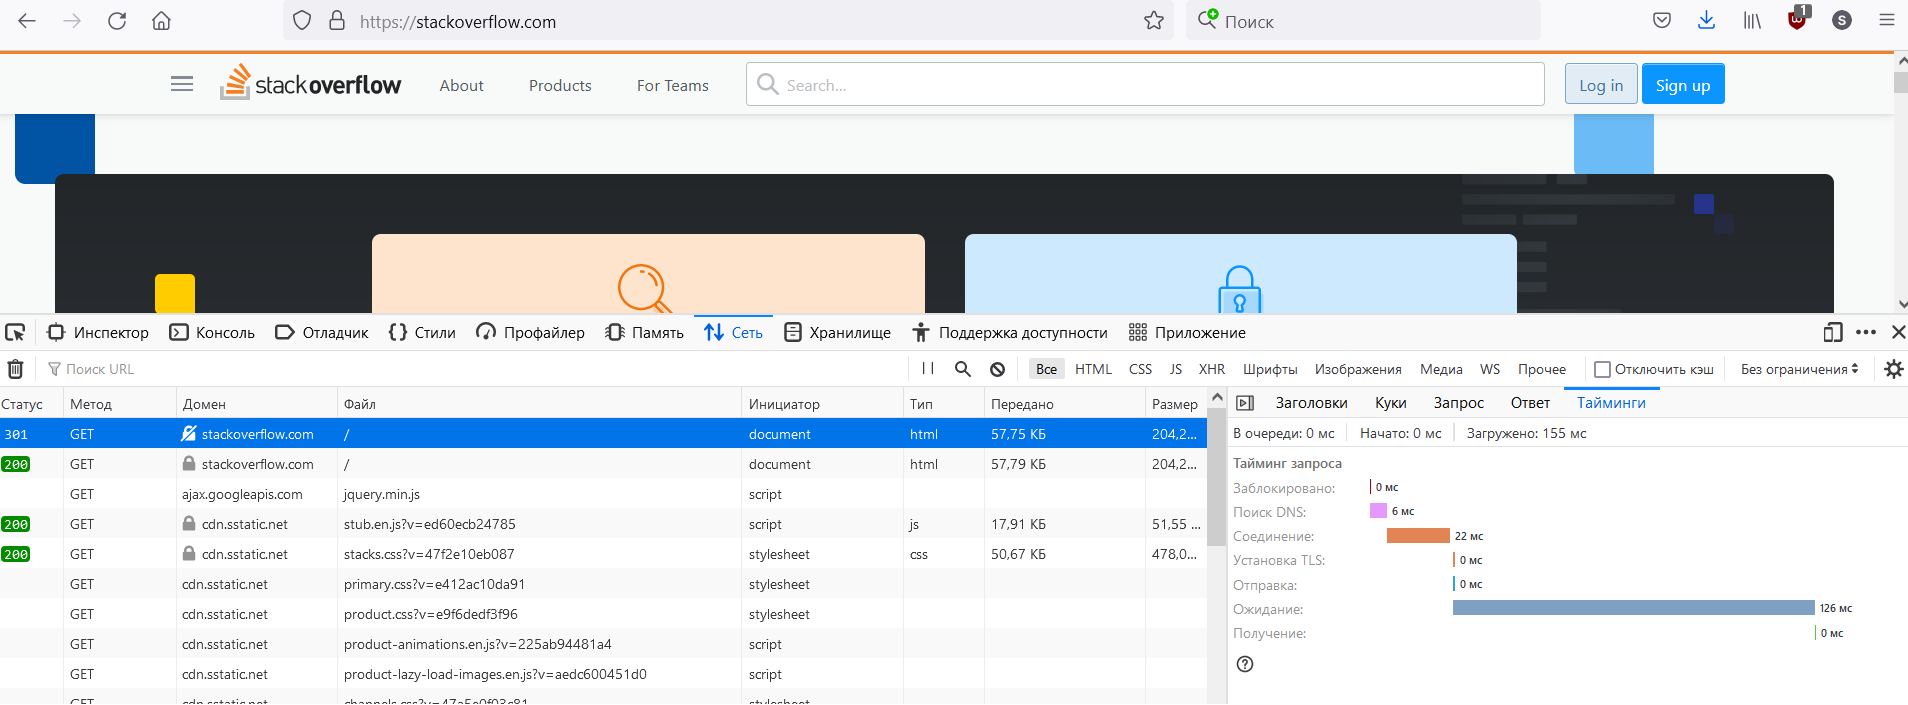 https://stackoverflow.com
Поиск
1
S
stackoverflow
About
Products
For Teams
Search...
Log in
Sign up
Инспектор
Консоль
Отладчик
Стили
Профайлер
Память
Сеть
Хранилище
Поддержка доступности
Приложение
Поиск URL
Все
HTML
CSS
JS
XHR
Шрифты
Изображения
Медиа
WS
Прочее
Отключить кэш
Без ограничения
Статус Метод Домен Файл Инициатор Тип Передано Размер
301 GET stackoverflow.com / document html 57,75 КБ 204,2...
200 GET stackoverflow.com / document html 57,79 КБ 204,2...
GET ajax.googleapis.com jquery.min.js script
200 GET cdn.sstatic.net stub.en.js?v=ed60ecb24785 script js 17,91 КБ 51,55 ...
200 GET cdn.sstatic.net stacks.css?v=47f2e10eb087 stylesheet css 50,67 КБ 478,0...
GET cdn.sstatic.net primary.css?v=e412ac10da91 stylesheet
GET cdn.sstatic.net product.css?v=e9f6dedf3f96 stylesheet
GET cdn.sstatic.net product-animations.en.js?v=225ab94481a4 script
GET cdn.sstatic.net product-lazy-load-images.en.js?v=aedc600451d0 script
GET cdn.sstatic.net channels.css?v=47a5e0f03c81 stylesheet
Заголовки
Куки
Запрос
Ответ
Тайминги
В очереди: 0 мс
Начато: 0 мс
Загружено: 155 мс
Тайминг запроса
Заблокировано: 0 мс
Поиск DNS: 6 мс
Соединение: 22 мс
Установка TLS: 0 мс
Отправка: 0 мс
Ожидание: 126 мс
Получение: 0 мс